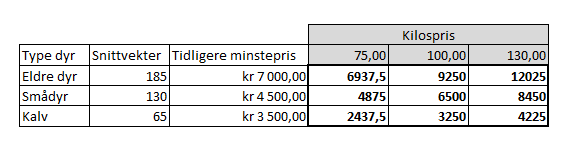 Kilospris
Type dyr Snittvekter Tidligere minstepris 75,00 100,00 130,00
Eldre dyr 185 kr 7 000,00 6937,5 9250 12025
Smådyr 130 kr 4 500,00 4875 6500 8450
Kalv 65 kr 3 500,00 2437,5 3250 4225